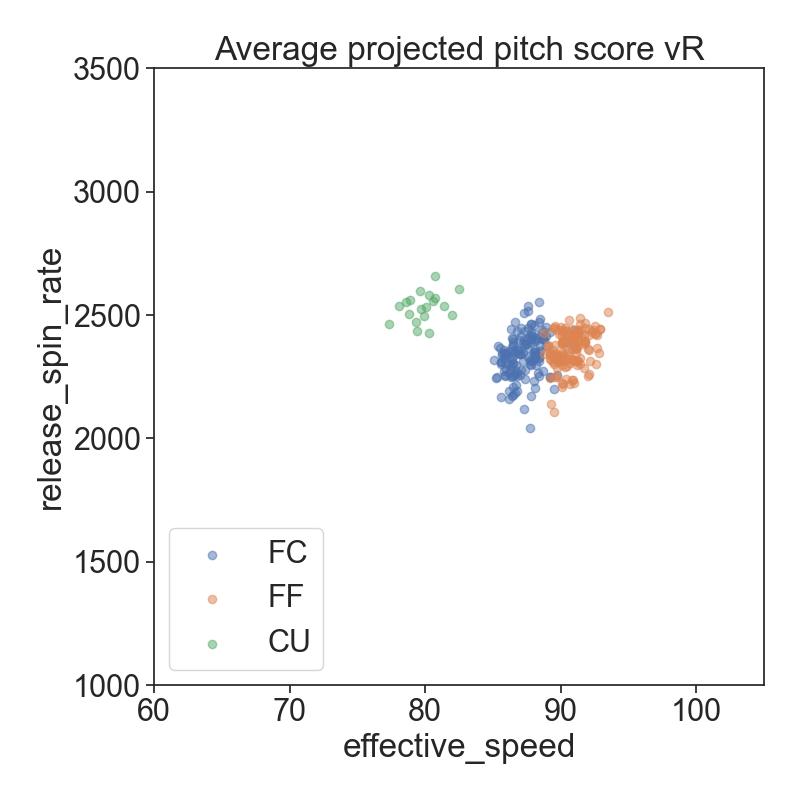 Average projected pitch score vR
3500
3000
2500
2000
1500
1000
release_spin_rate
FC
FF
CU
60 70 80 90 100
effective_speed